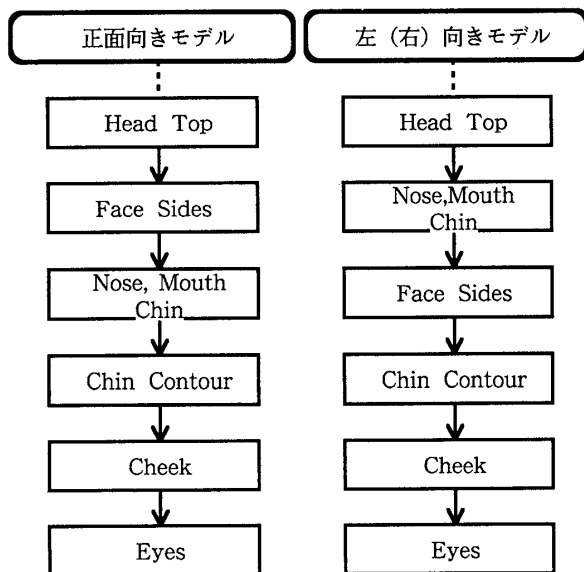 正面向きモデル
Head Top
Face Sides
Nose, Mouth
Chin
Chin Contour
Cheek
Eyes
左（右）向きモデル
Head Top
Nose,Mouth
Chin
Face Sides
Chin Contour
Cheek
Eyes